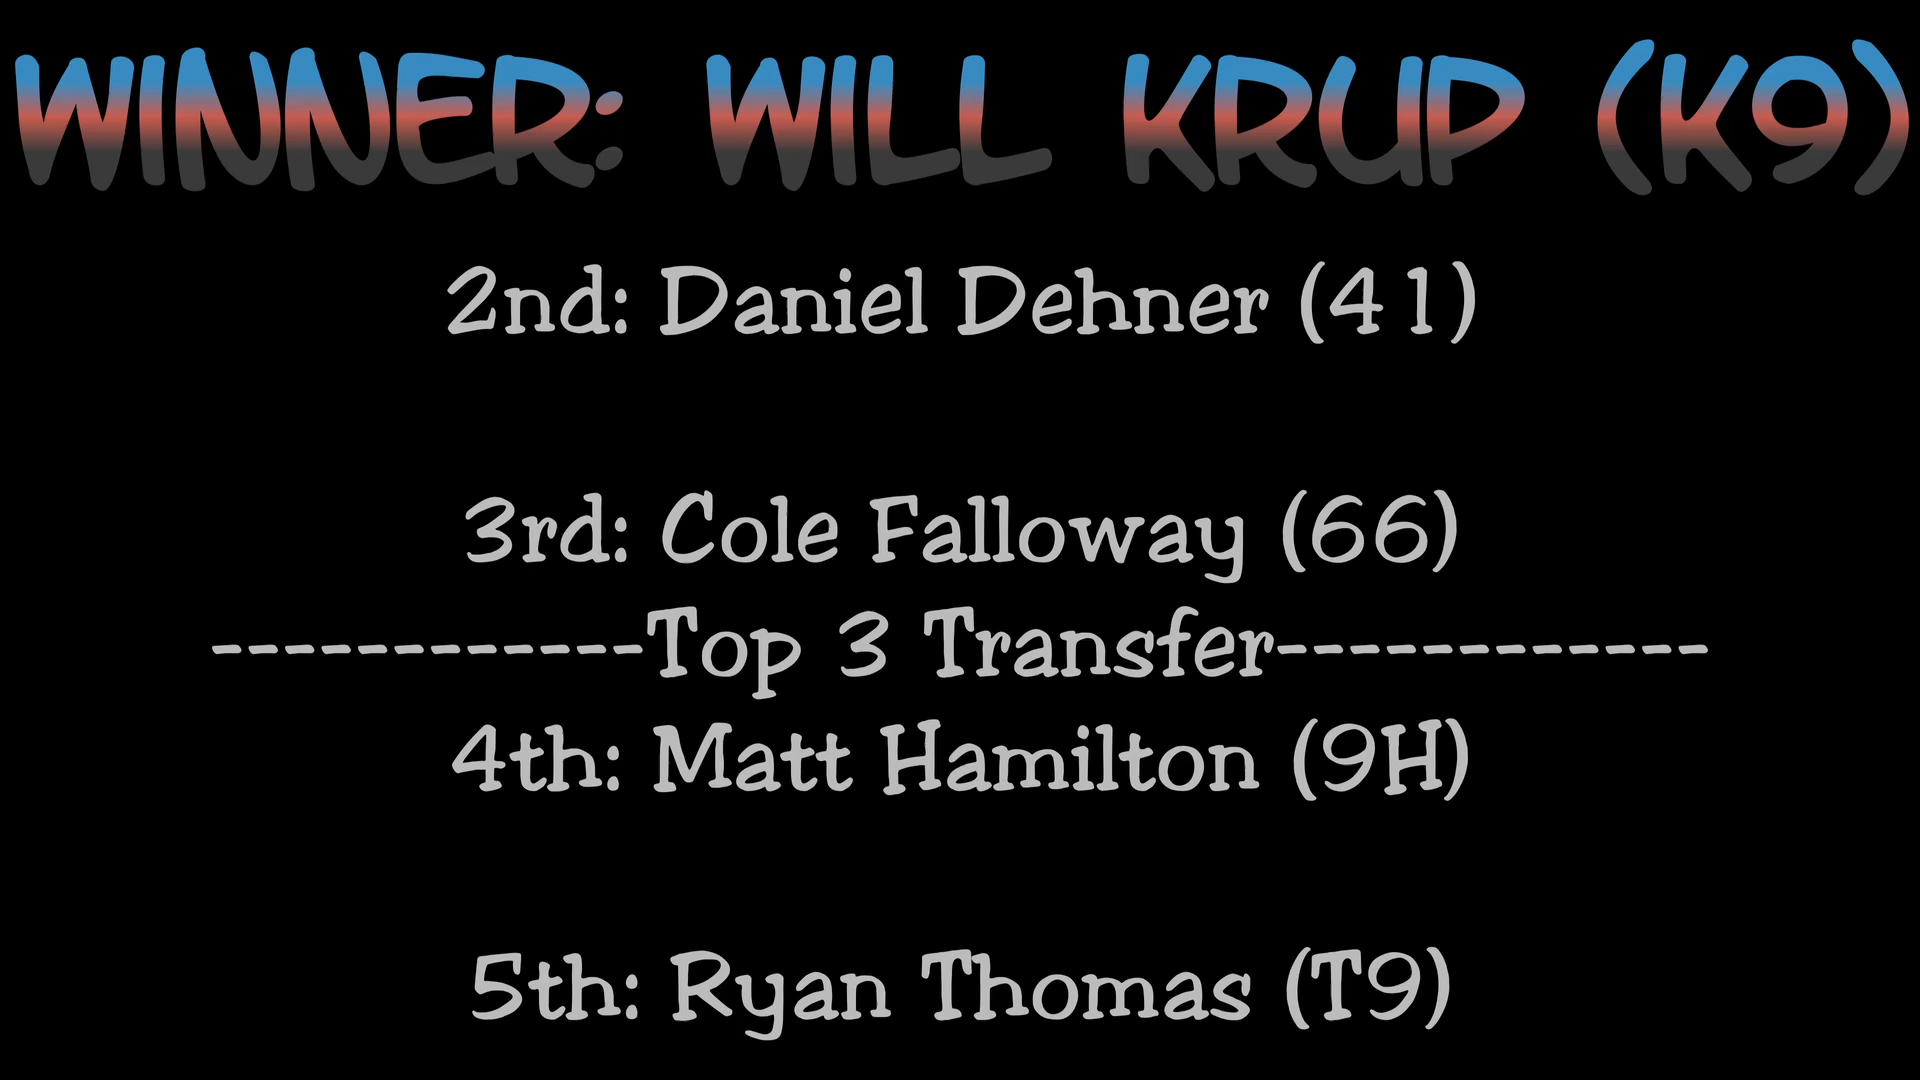 WINNER: WILL KRUP (K9)
2nd: Daniel Dehner (41)
3rd: Cole Falloway (66)
------------Top 3 Transfer------------
4th: Matt Hamilton (9H)
5th: Ryan Thomas (T9)